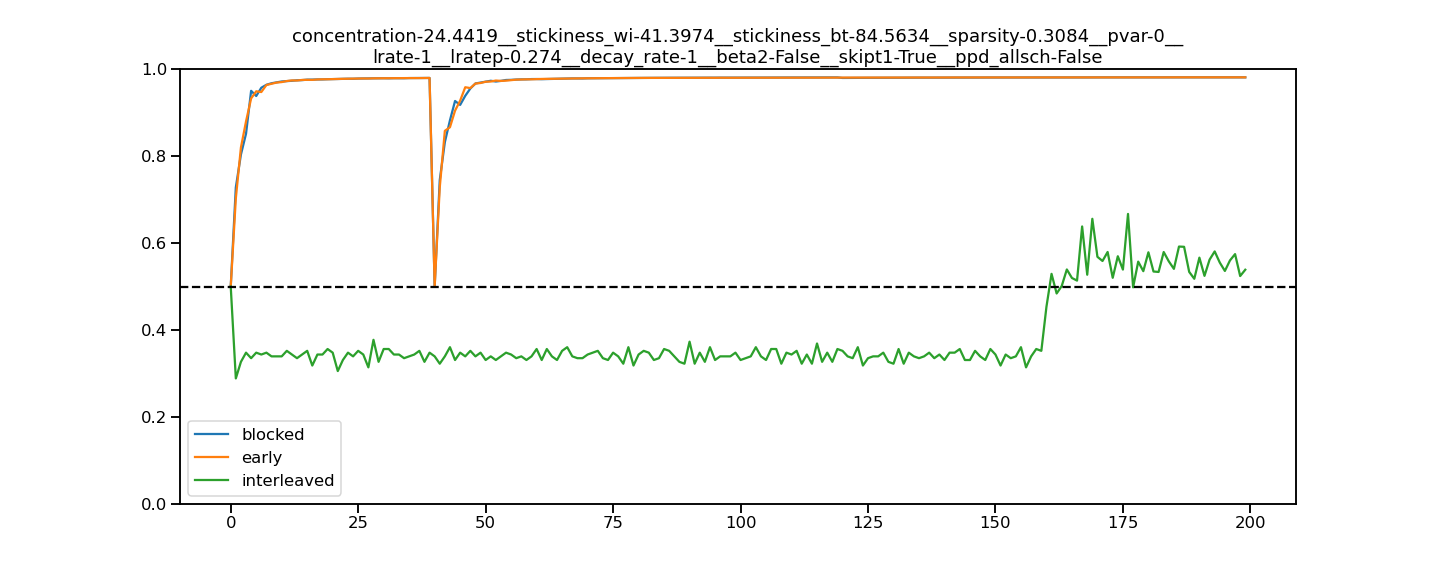 concentration-24.4419__stickiness_wi-41.3974__stickiness_bt-84.5634__sparsity-0.3084__pvar-0__
lrate-1__lratep-0.274__decay_rate-1__beta2-False__skipt1-True__ppd_allsch-False
1.0
0.8
0.6
0.4
0.2
0.0
blocked
early
interleaved
0 25 50 75 100 125 150 175 200